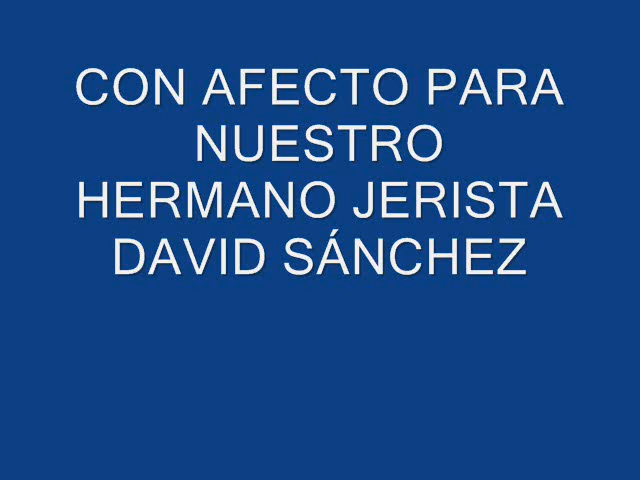 CON AFECTO PARA
NUESTRO
HERMANO JERISTA
DAVID SÁNCHEZ